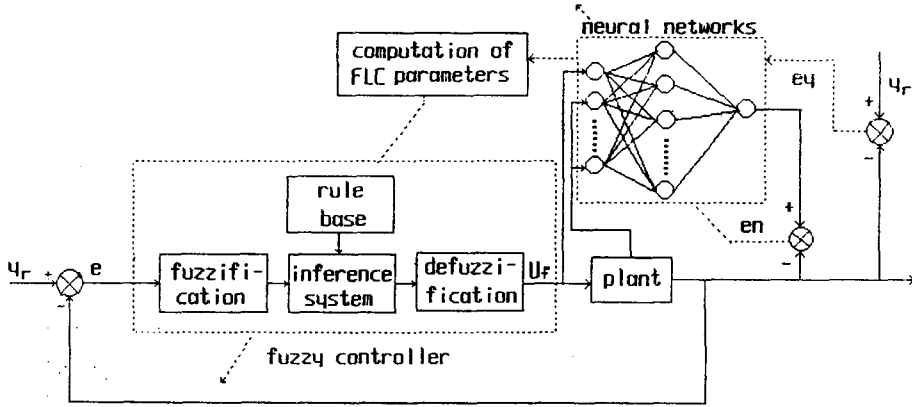 neural networks
computation of
FLC parameters
ey
yr
+
-
rule
base
en
+
-
yr
+
e
-
fuzzifi-
cation
inference
system
defuzzi-
fication
Uf
plant
fuzzy controller